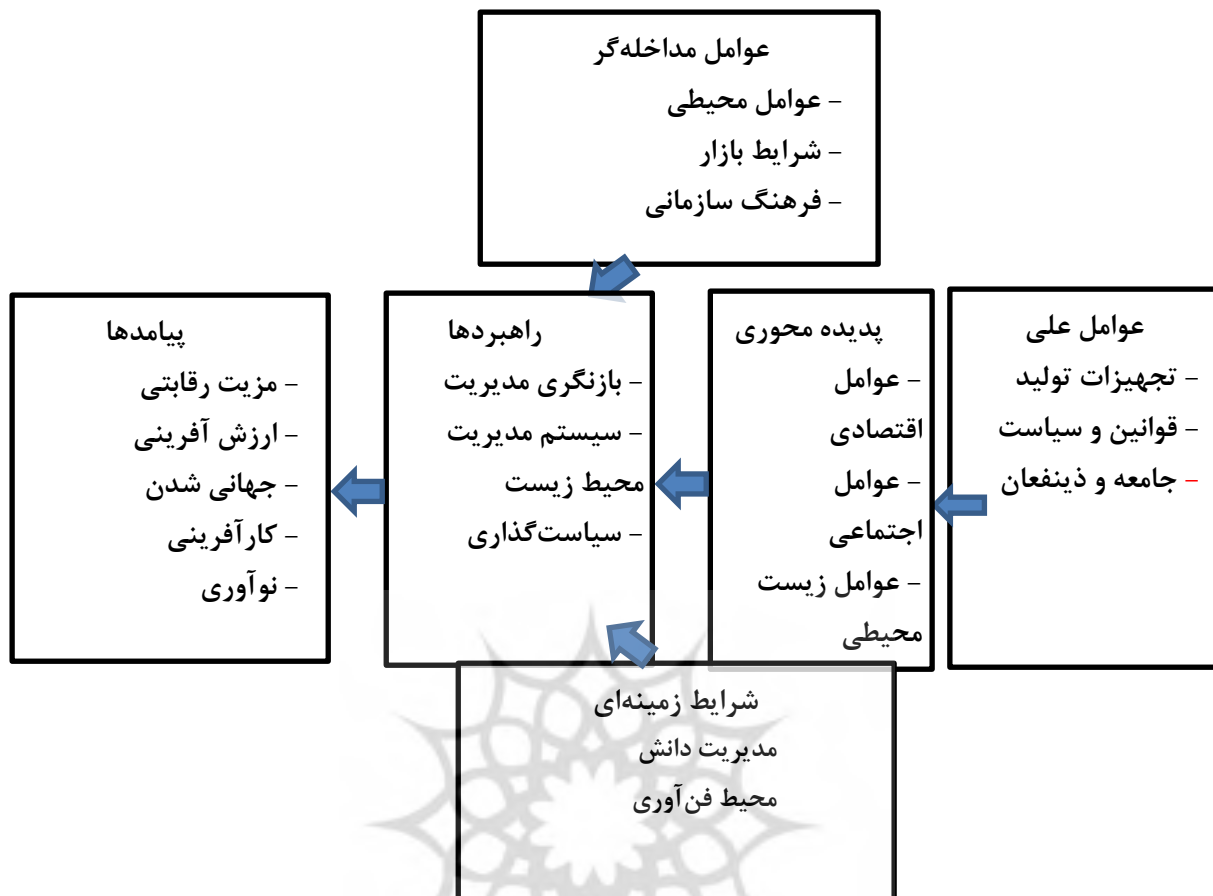 عوامل مداخله‌گر
- عوامل محیطی
- شرایط بازار
- فرهنگ سازمانی
عوامل علی
- تجهیزات تولید
- قوانین و سیاست
- جامعه و ذینفعان
پدیده محوری
- عوامل
اقتصادی
- عوامل
اجتماعی
- عوامل زیست
محیطی
راهبردها
- بازنگری مدیریت
- سیستم مدیریت
محیط زیست
- سیاست‌گذاری
پیامدها
- مزیت رقابتی
- ارزش آفرینی
- جهانی شدن
- کارآفرینی
- نوآوری
شرایط زمینه‌ای
مدیریت دانش
محیط فن‌آوری